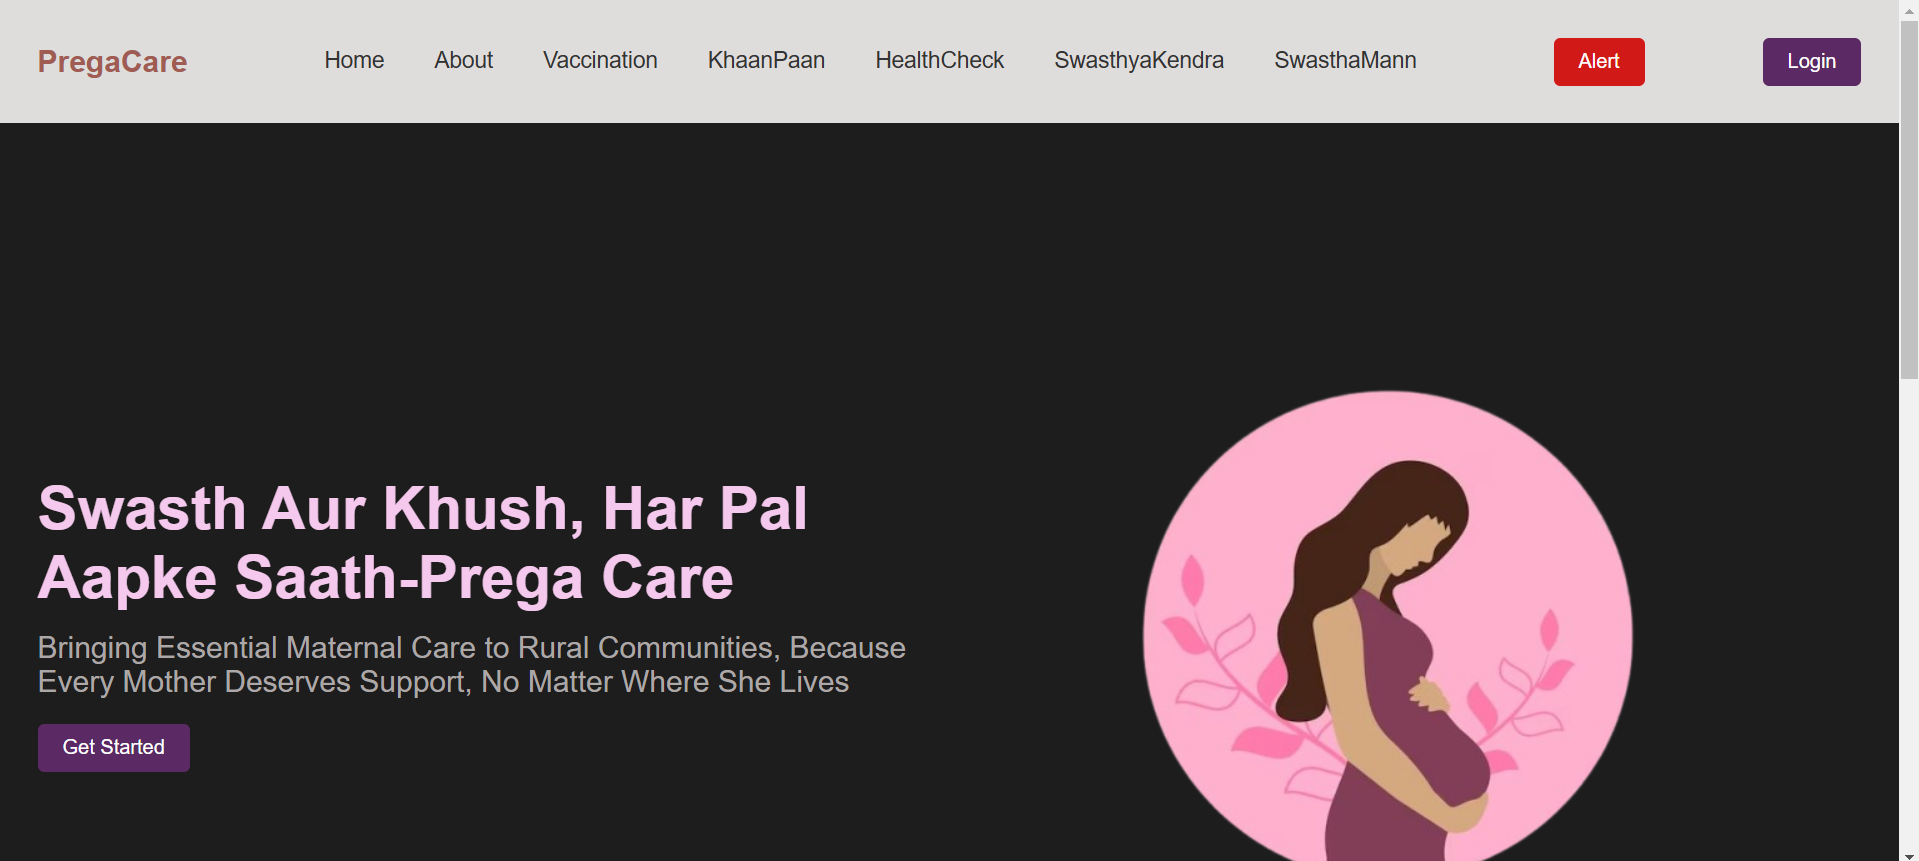 PregaCare Home About Vaccination KhaanPaan HealthCheck SwasthyaKendra SwasthaMann Alert Login
Swasth Aur Khush, Har Pal
Aapke Saath-Prega Care
Bringing Essential Maternal Care to Rural Communities, Because
Every Mother Deserves Support, No Matter Where She Lives
Get Started